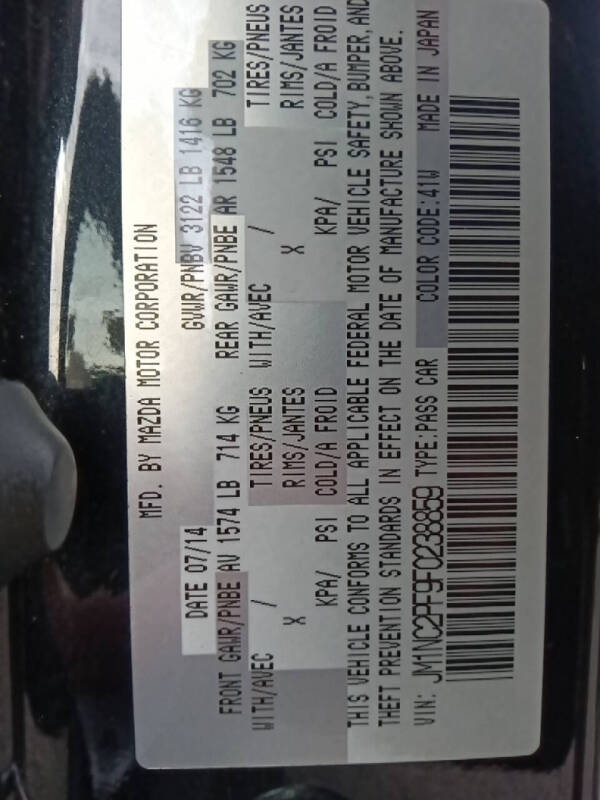 MFD. BY MAZDA MOTOR CORPORATION
DATE 07/14 GVWR/PNBV 3122 LB 1416 KG
FRONT GAWR/PNBE AV 1574 LB 714 KG REAR GAWR/PNBE AR 1548 LB 702 KG
WITH/AVEC TIRES/PNEUS WITH/AVEC TIRES/PNEUS
/ RIMS/JANTES / RIMS/JANTES
X COLD/A FROID X COLD/A FROID
KPA/ PSI KPA/ PSI
THIS VEHICLE CONFORMS TO ALL APPLICABLE FEDERAL MOTOR VEHICLE SAFETY, BUMPER, AND
THEFT PREVENTION STANDARDS IN EFFECT ON THE DATE OF MANUFACTURE SHOWN ABOVE.
VIN: JM1NC2PF9F0238859 TYPE:PASS CAR COLOR CODE:41W MADE IN JAPAN